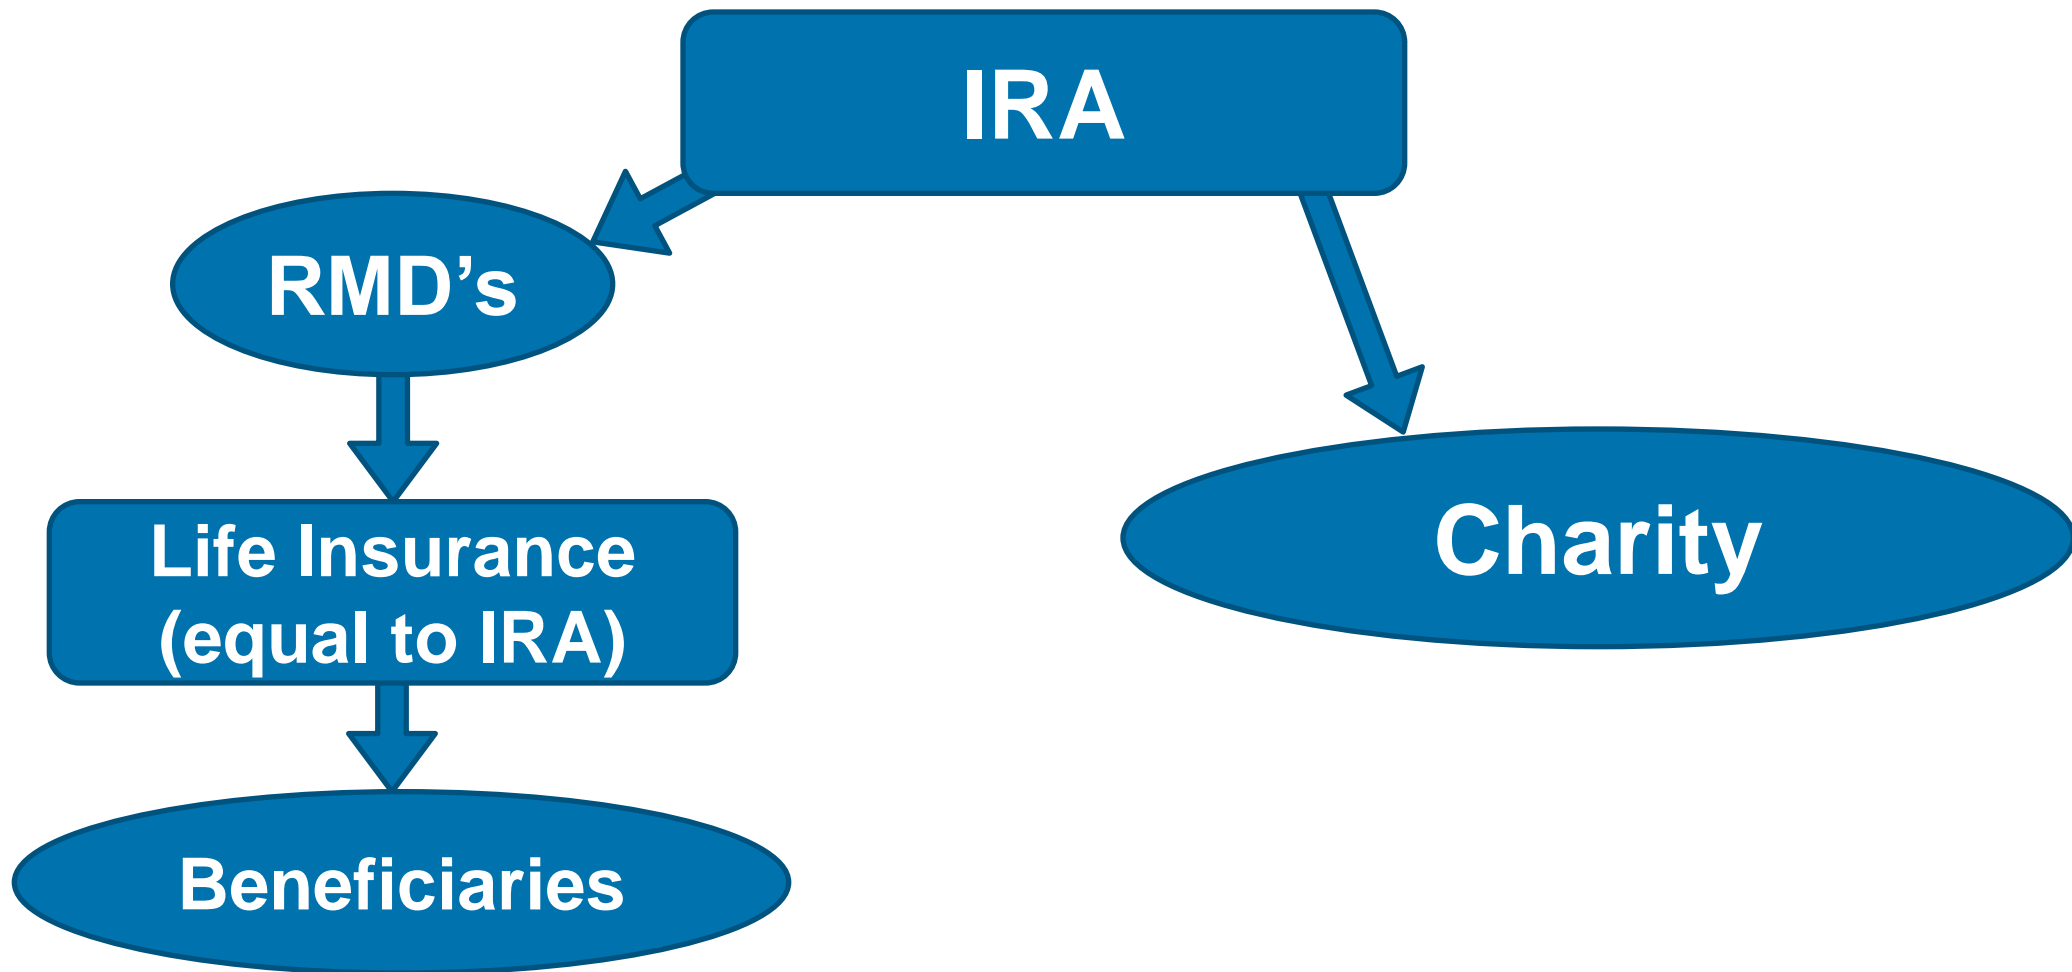 IRA
RMD’s
Life Insurance
(equal to IRA)
Beneficiaries
Charity